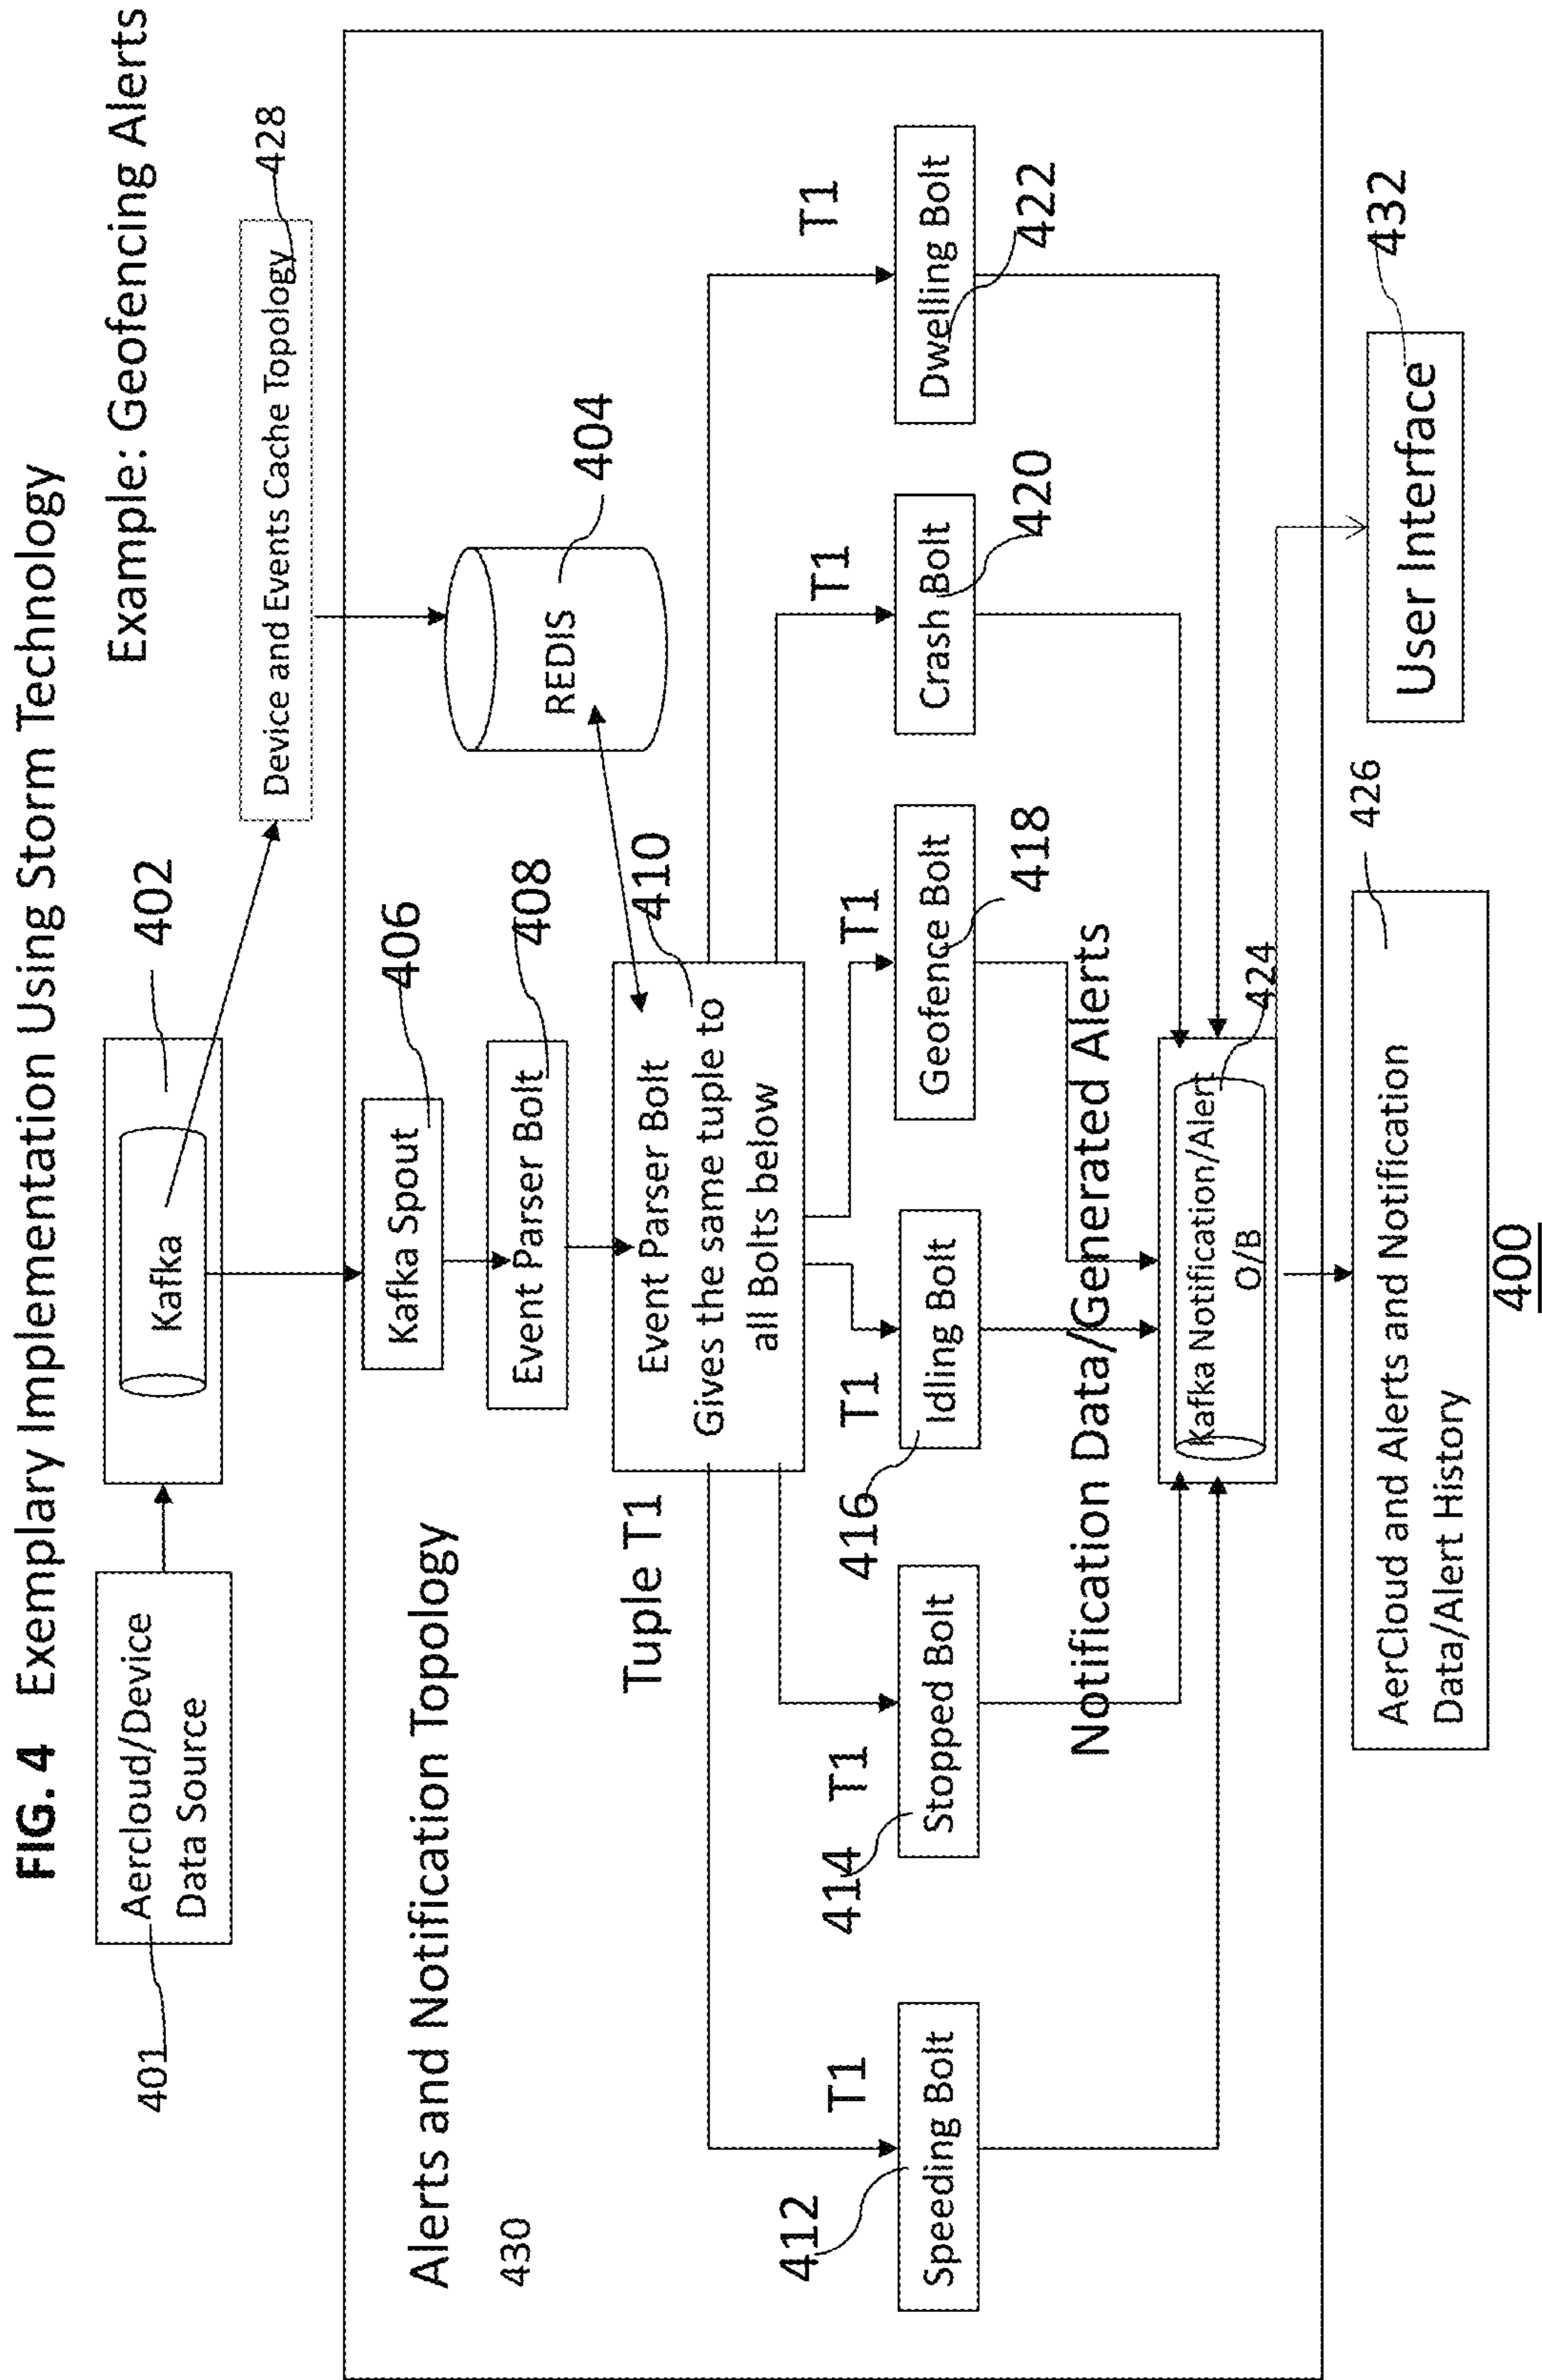 FIG. 4 Exemplary Implementation Using Storm Technology
Example: Geofencing Alerts
401
Aercloud/Device
Data Source
Kafka
402
Device and Events Cache Topology
428
Alerts and Notification Topology
430
Kafka Spout
406
Event Parser Bolt
408
REDIS
404
Tuple T1
Event Parser Bolt
Gives the same tuple to
all Bolts below
410
412
T1
Speeding Bolt
414
T1
Stopped Bolt
416
T1
Idling Bolt
T1
Geofence Bolt
418
T1
Crash Bolt
420
T1
Dwelling Bolt
422
Notification Data/Generated Alerts
Kafka Notification/Alert
O/B
424
AerCloud and Alerts and Notification
Data/Alert History
426
User Interface
432
400